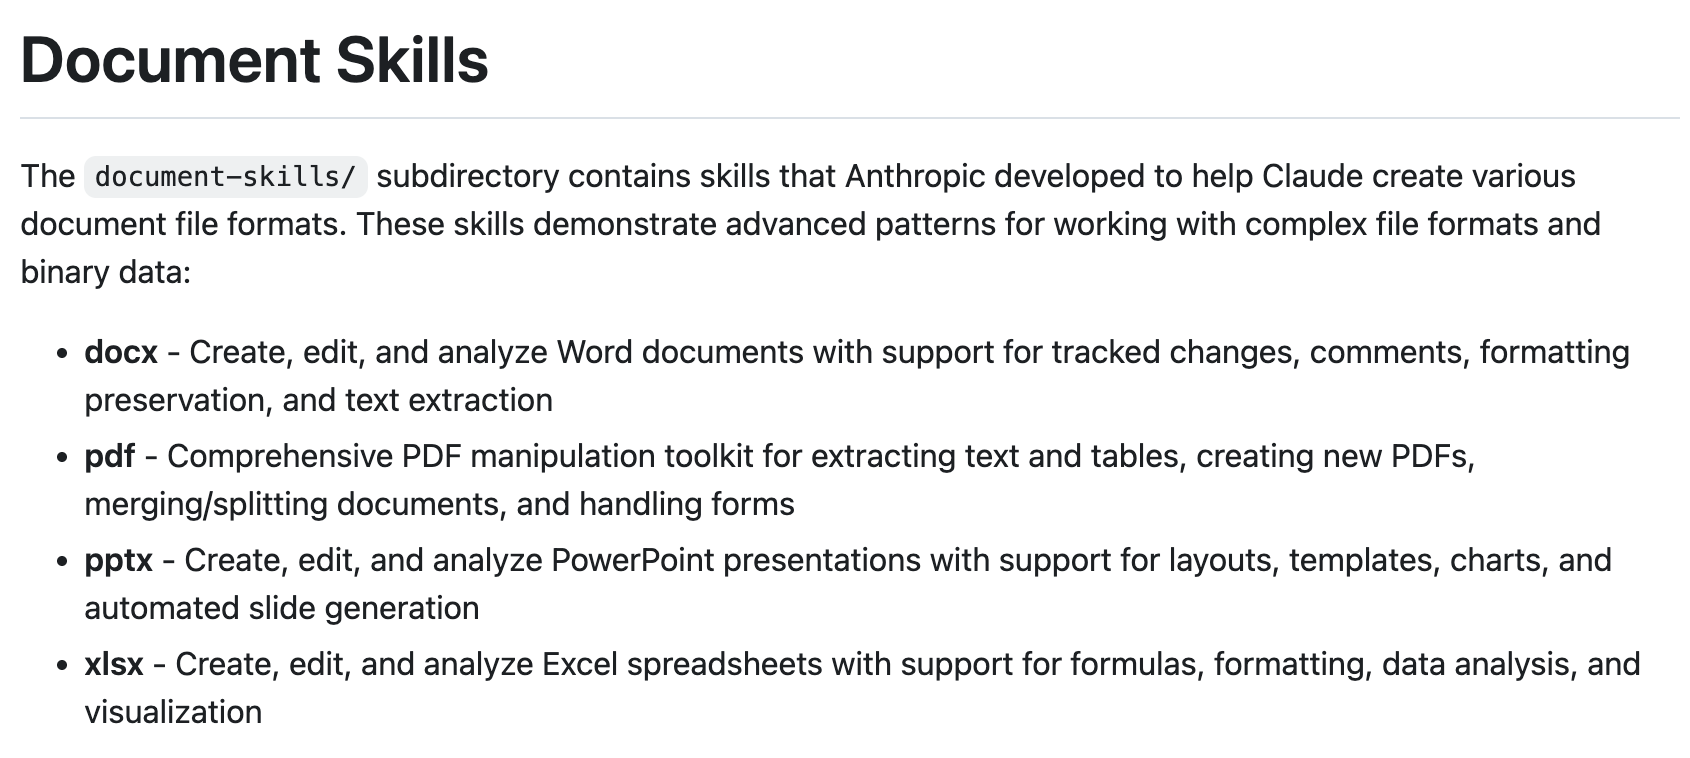 Document Skills
The document-skills/ subdirectory contains skills that Anthropic developed to help Claude create various
document file formats. These skills demonstrate advanced patterns for working with complex file formats and
binary data:
• docx - Create, edit, and analyze Word documents with support for tracked changes, comments, formatting
preservation, and text extraction
• pdf - Comprehensive PDF manipulation toolkit for extracting text and tables, creating new PDFs,
merging/splitting documents, and handling forms
• pptx - Create, edit, and analyze PowerPoint presentations with support for layouts, templates, charts, and
automated slide generation
• xlsx - Create, edit, and analyze Excel spreadsheets with support for formulas, formatting, data analysis, and
visualization